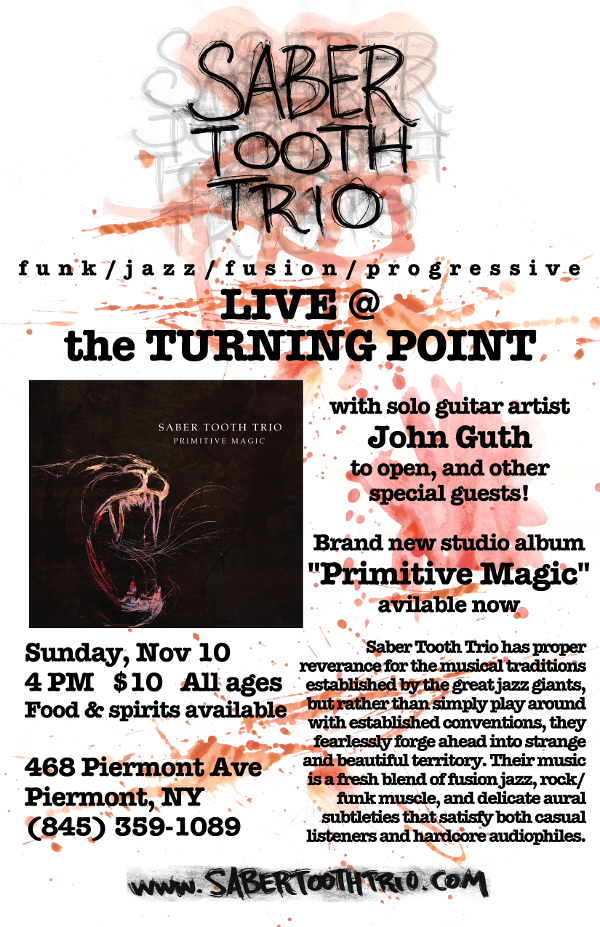 SABER
TOOTH
TRIO
funk/jazz/fusion/progressive
LIVE @
the TURNING POINT
SABER TOOTH TRIO
PRIMITIVE MAGIC
with solo guitar artist
John Guth
to open, and other
special guests!
Brand new studio album
"Primitive Magic"
avilable now
Sunday, Nov 10
4 PM $10 All ages
Food & spirits available
468 Piermont Ave
Piermont, NY
(845) 359-1089
Saber Tooth Trio has proper
reverance for the musical traditions
established by the great jazz giants,
but rather than simply play around
with established conventions, they
fearlessly forge ahead into strange
and beautiful territory. Their music
is a fresh blend of fusion jazz, rock/
funk muscle, and delicate aural
subtleties that satisfy both casual
listeners and hardcore audiophiles.
www.SABERTOOTHTRIO.COM